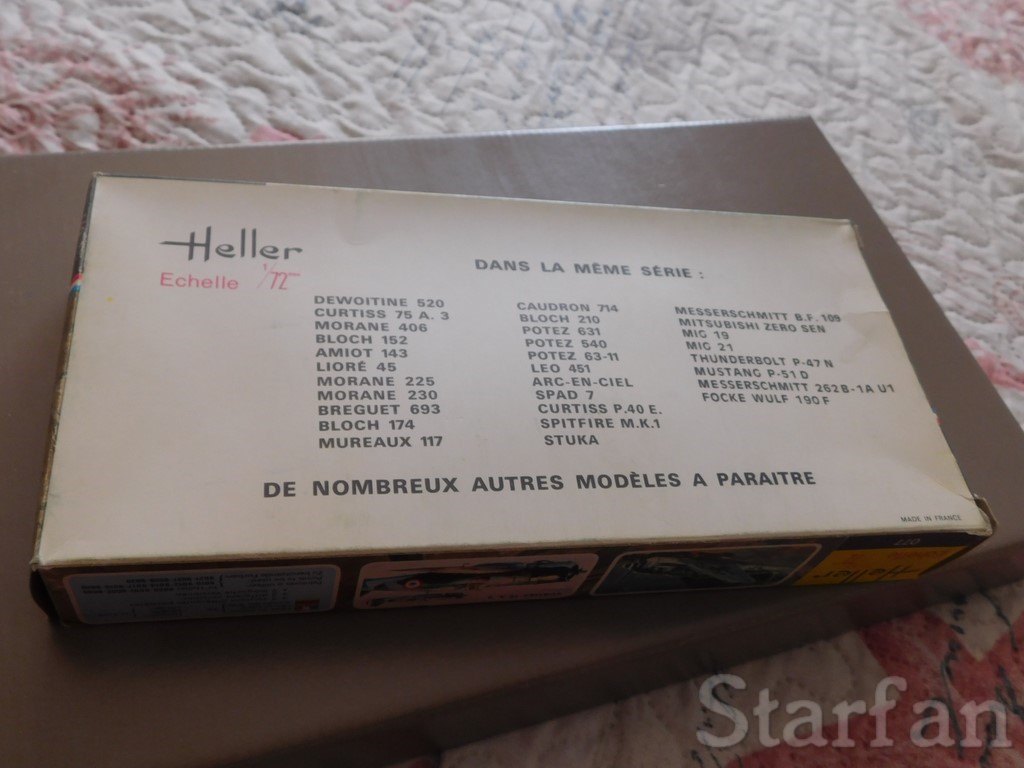 Heller
Echelle 1/72
DANS LA MÊME SÉRIE :
DEWOITINE 520
CURTISS 75 A. 3
MORANE 406
BLOCH 152
AMIOT 143
LIORÉ 45
MORANE 225
MORANE 230
BREGUET 693
BLOCH 174
MUREAUX 117
CAUDRON 714
BLOCH 210
POTEZ 631
POTEZ 540
POTEZ 63-11
LEO 451
ARC-EN-CIEL
SPAD 7
CURTISS P.40 E.
SPITFIRE M.K.1
STUKA
MESSERSCHMITT B.F. 109
MITSUBISHI ZERO SEN
MIG 19
MIG 21
THUNDERBOLT P-47 N
MUSTANG P-51 D
MESSERSCHMITT 262B-1A U1
FOCKE WULF 190 F
DE NOMBREUX AUTRES MODÈLES A PARAITRE
MADE IN FRANCE
077
Heller
Starfan